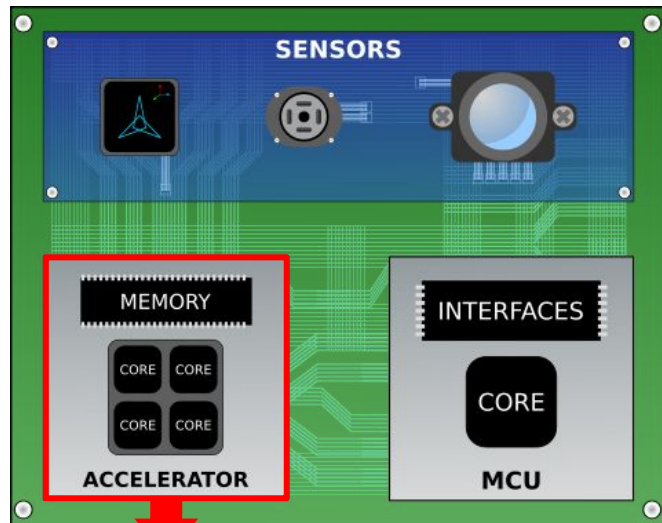 SENSORS
MEMORY
CORE CORE
CORE CORE
ACCELERATOR
INTERFACES
CORE
MCU